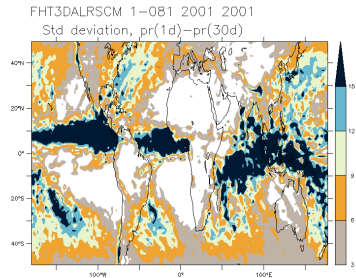 FHT3DALRSCM 1-081 2001 2001
Std deviation, pr(1d)-pr(30d)
40°N
20°N
0°
20°S
40°S
100°W
0°
100°E
15
12
9
6
3